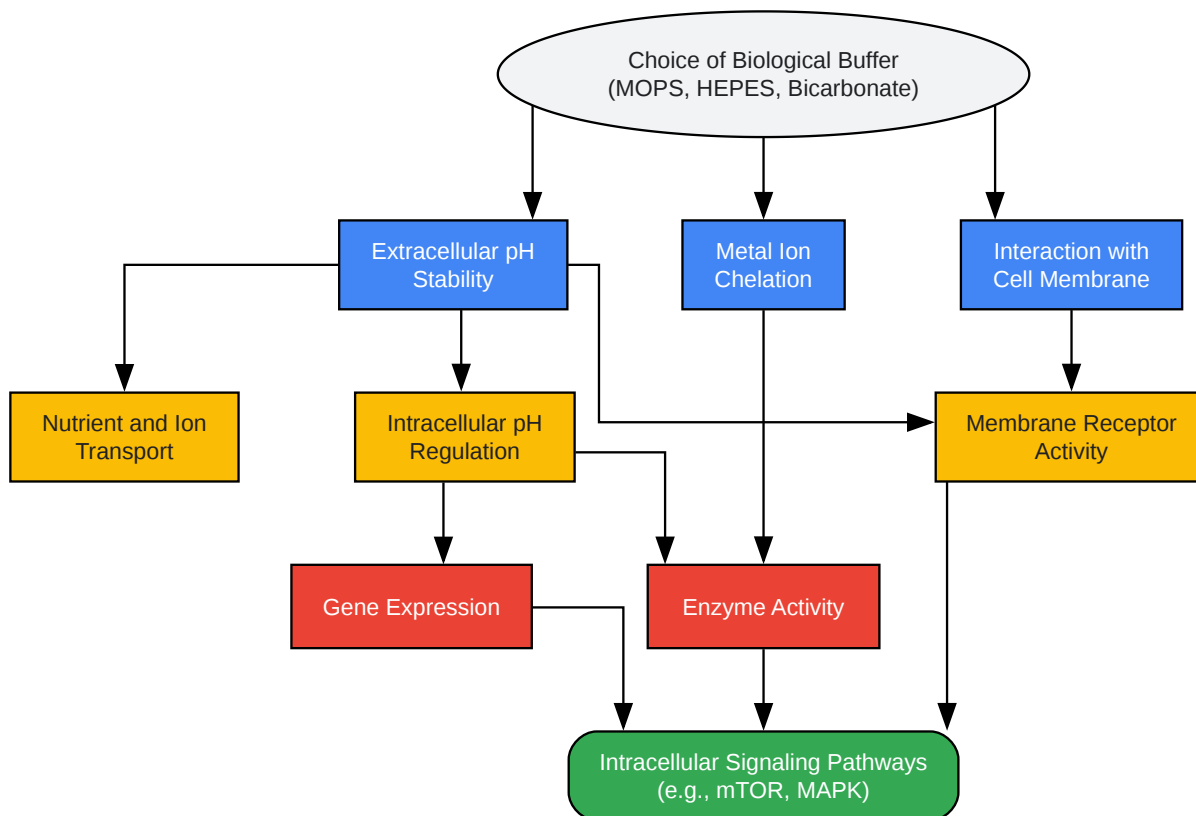 Choice of Biological Buffer
(MOPS, HEPES, Bicarbonate)
Extracellular pH
Stability
Metal Ion
Chelation
Interaction with
Cell Membrane
Nutrient and Ion
Transport
Intracellular pH
Regulation
Membrane Receptor
Activity
Gene Expression
Enzyme Activity
Intracellular Signaling Pathways
(e.g., mTOR, MAPK)